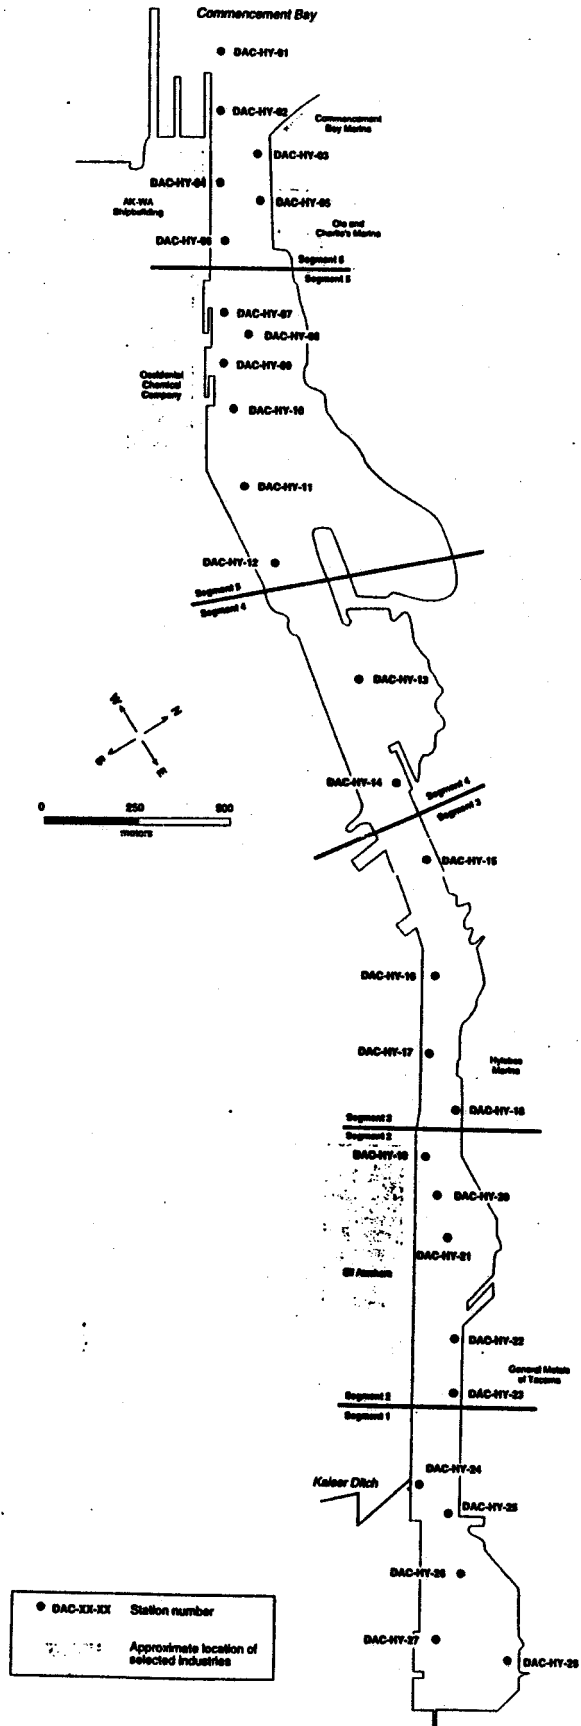 Commencement Bay
DAC-HY-01
DAC-HY-02
Commencement
Bay Marina
DAC-HY-03
DAC-HY-04
AK-WA
Shipbuilding
DAC-HY-05
Ole and
Charlie's Marina
DAC-HY-06
Segment 6
Segment 5
DAC-HY-07
DAC-HY-08
DAC-HY-09
Occidental
Chemical
Company
DAC-HY-10
DAC-HY-11
DAC-HY-12
Segment 5
Segment 4
DAC-HY-13
W
N
S
E
DAC-HY-14
Segment 4
Segment 3
0
250
500
meters
DAC-HY-15
DAC-HY-16
DAC-HY-17
Hylebos
Marina
DAC-HY-18
Segment 3
Segment 2
DAC-HY-19
DAC-HY-20
DAC-HY-21
Elf Atochem
DAC-HY-22
General Metals
of Tacoma
DAC-HY-23
Segment 2
Segment 1
DAC-HY-24
Kaiser Ditch
DAC-HY-25
DAC-HY-26
DAC-HY-27
DAC-HY-28
DAC-XX-XX Station number
Approximate location of
selected industries